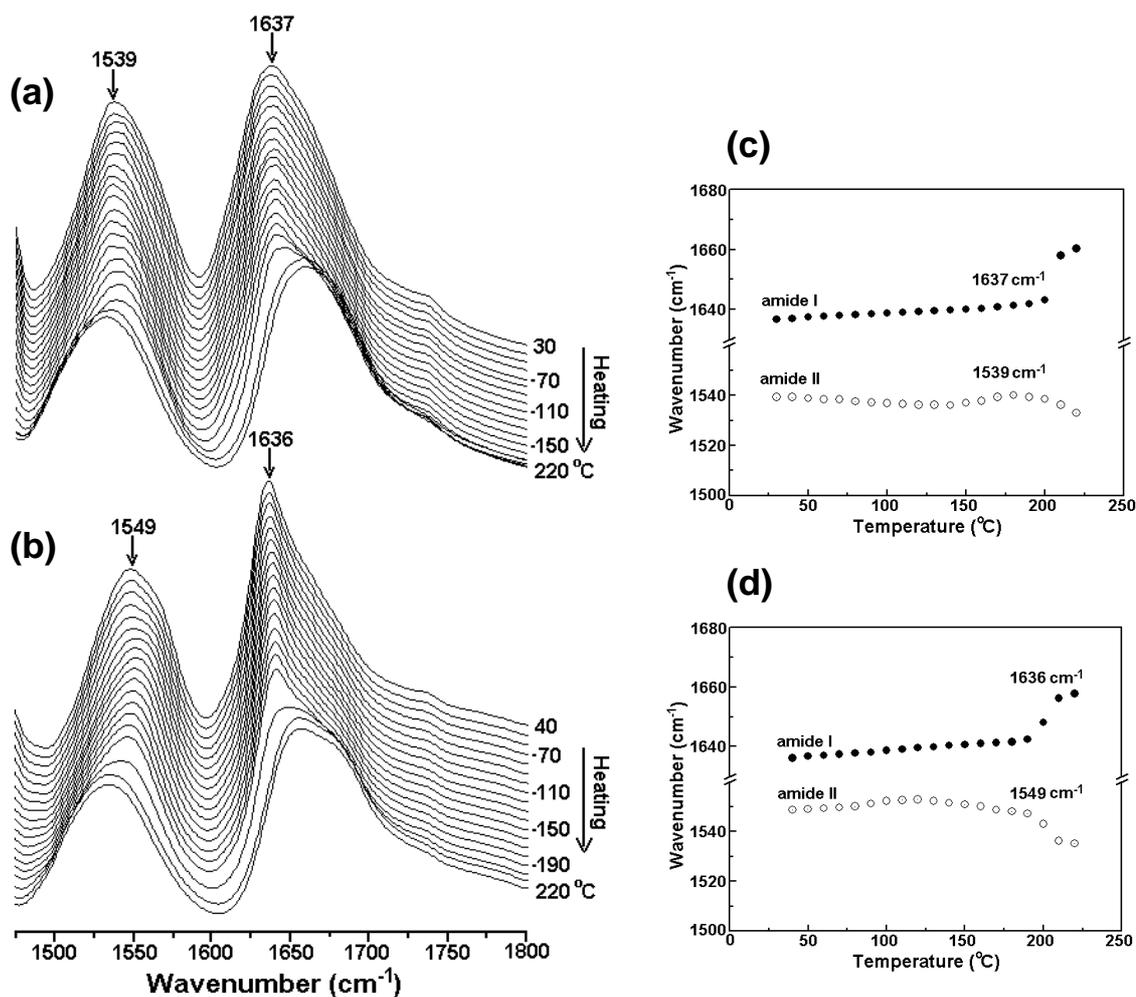 (a)
1539
1637
30
-70
-110
-150
220 °C
Heating
(b)
1549
1636
40
-70
-110
-150
-190
220 °C
Heating
1500 1550 1600 1650 1700 1750 1800
Wavenumber (cm⁻¹)
(c)
1680
1660
1640
1540
1520
1500
Wavenumber (cm⁻¹)
1637 cm⁻¹
amide I
1539 cm⁻¹
amide II
0 50 100 150 200 250
Temperature (°C)
(d)
1680
1660
1640
1540
1520
1500
Wavenumber (cm⁻¹)
1636 cm⁻¹
amide I
1549 cm⁻¹
amide II
0 50 100 150 200 250
Temperature (°C)